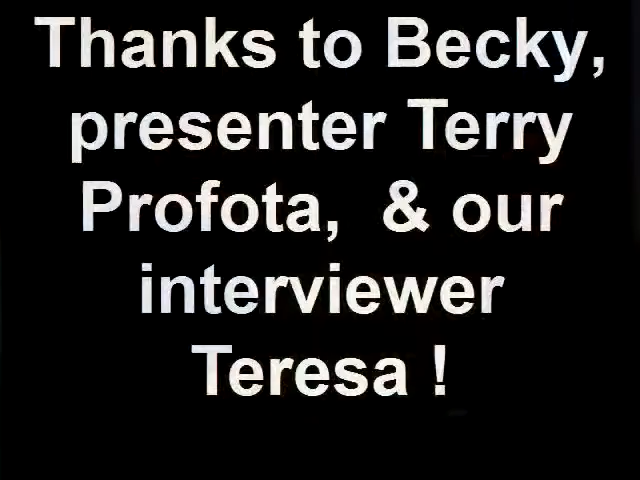 Thanks to Becky,
presenter Terry
Profota,  & our
interviewer
Teresa !